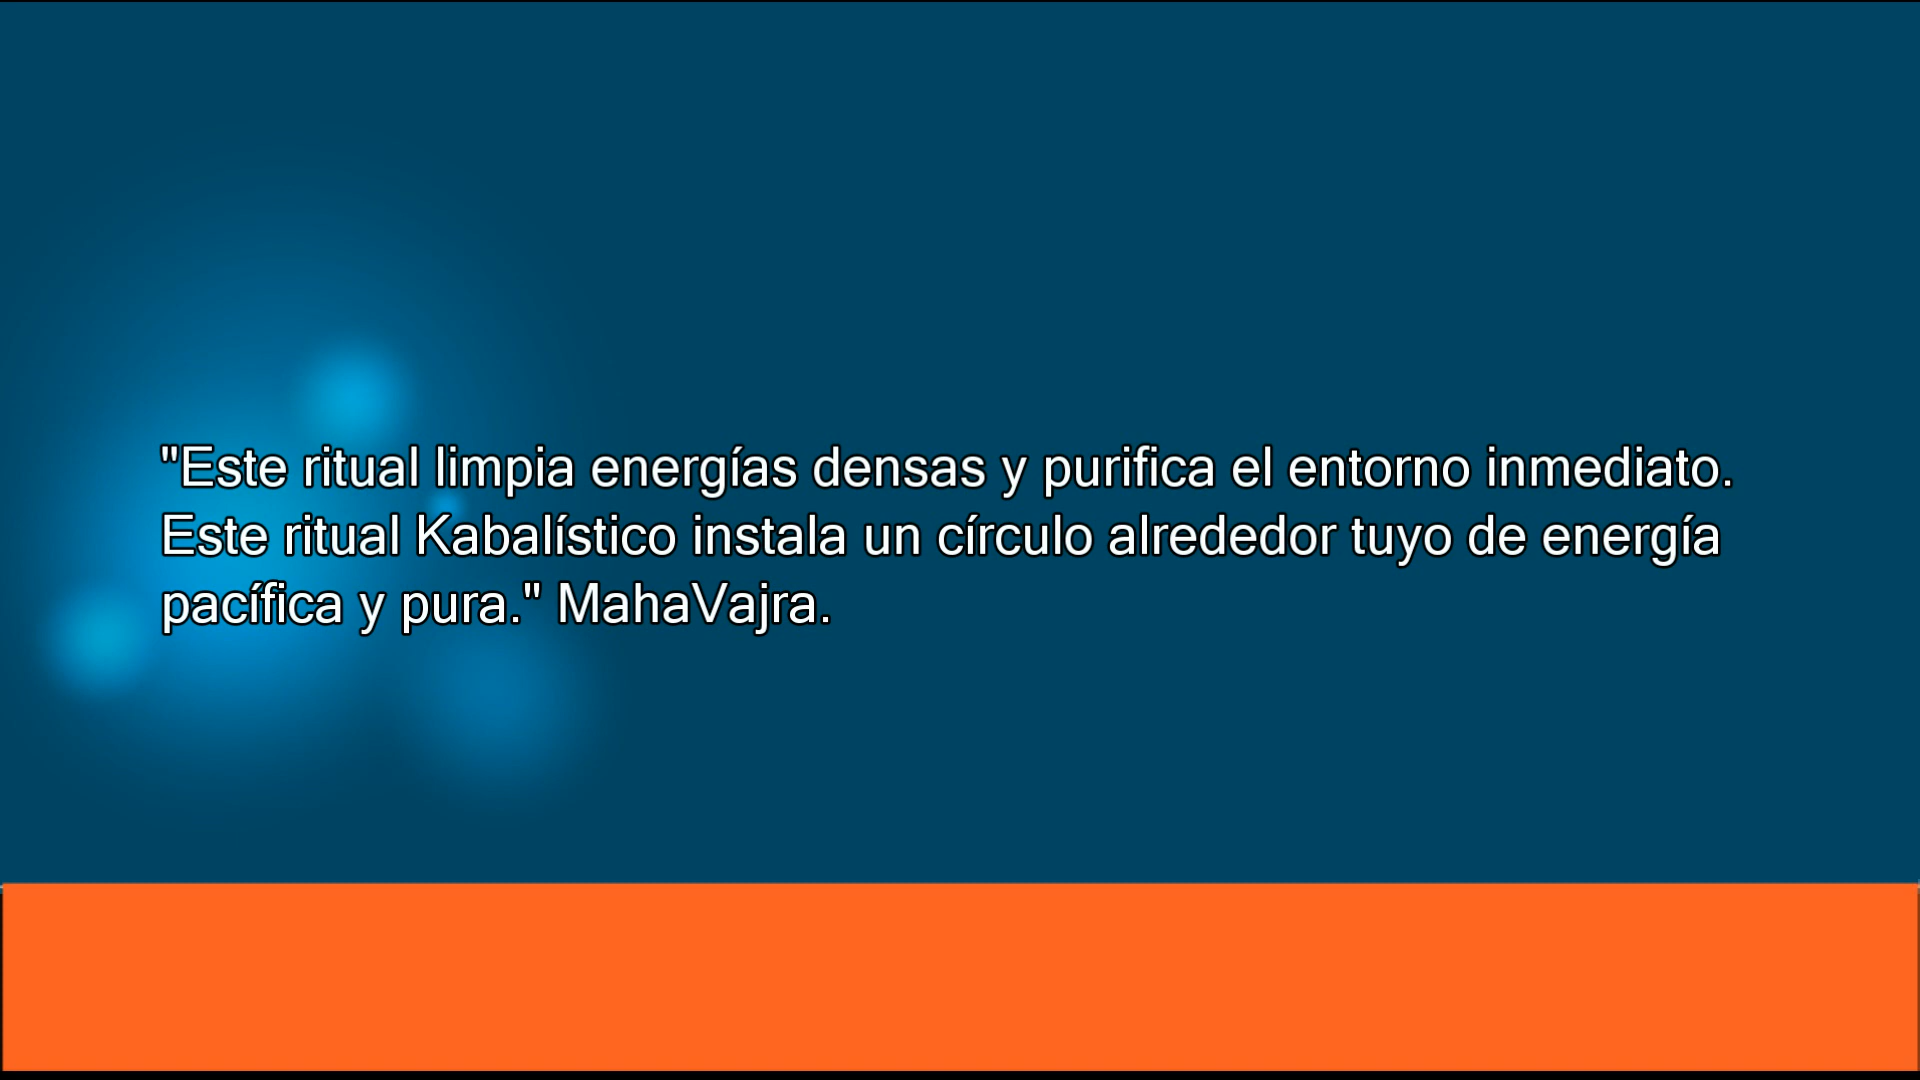 "Este ritual limpia energías densas y purifica el entorno inmediato.
Este ritual Kabalístico instala un círculo alrededor tuyo de energía
pacífica y pura." MahaVajra.